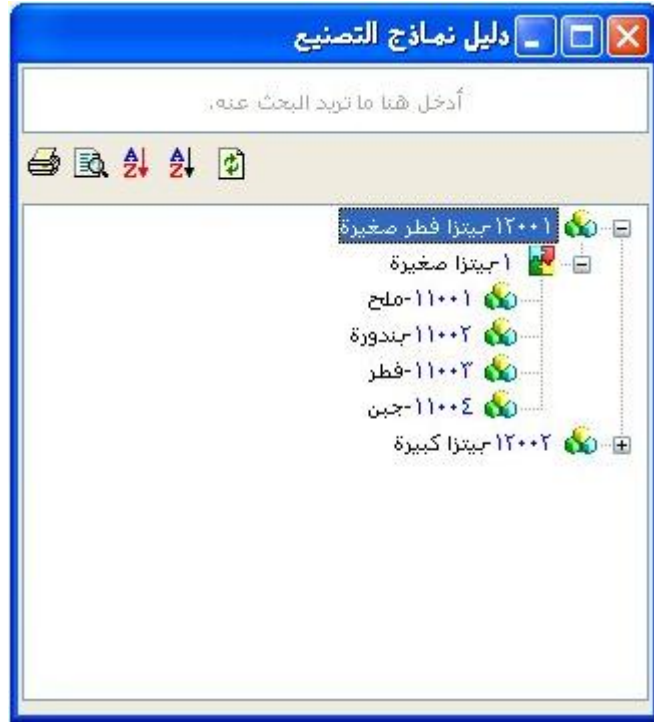 دليل نماذج التصنيع
أدخل هنا ما تريد البحث عنه.
١٢٠٠١-بيتزا فطر صغيرة
١-بيتزا صغيرة
١١٠٠١-ملح
١١٠٠٢-بندورة
١١٠٠٣-فطر
١١٠٠٤-جبن
١٢٠٠٢-بيتزا كبيرة